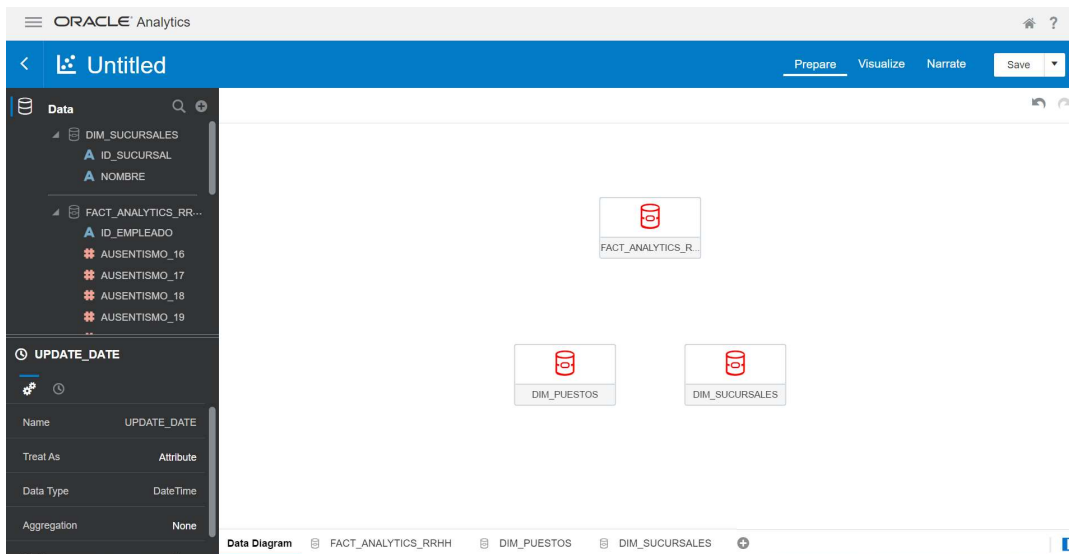 ORACLE Analytics
?
Untitled
Prepare Visualize Narrate Save
Data
DIM_SUCURSALES
A ID_SUCURSAL
A NOMBRE
FACT_ANALYTICS_RR...
A ID_EMPLEADO
# AUSENTISMO_16
# AUSENTISMO_17
# AUSENTISMO_18
# AUSENTISMO_19
UPDATE_DATE
Name UPDATE_DATE
Treat As Attribute
Data Type DateTime
Aggregation None
FACT_ANALYTICS_R...
DIM_PUESTOS
DIM_SUCURSALES
Data Diagram FACT_ANALYTICS_RRHH DIM_PUESTOS DIM_SUCURSALES